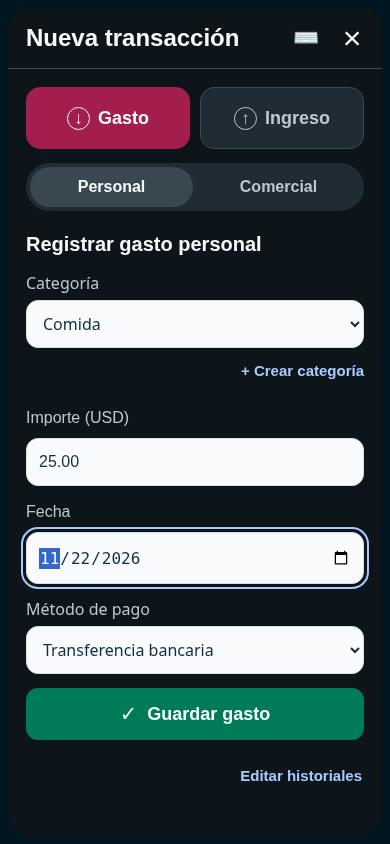 Nueva transacción
↓ Gasto
↑ Ingreso
Personal
Comercial
Registrar gasto personal
Categoría
Comida
+ Crear categoría
Importe (USD)
25.00
Fecha
11/22/2026
Método de pago
Transferencia bancaria
✓ Guardar gasto
Editar historiales